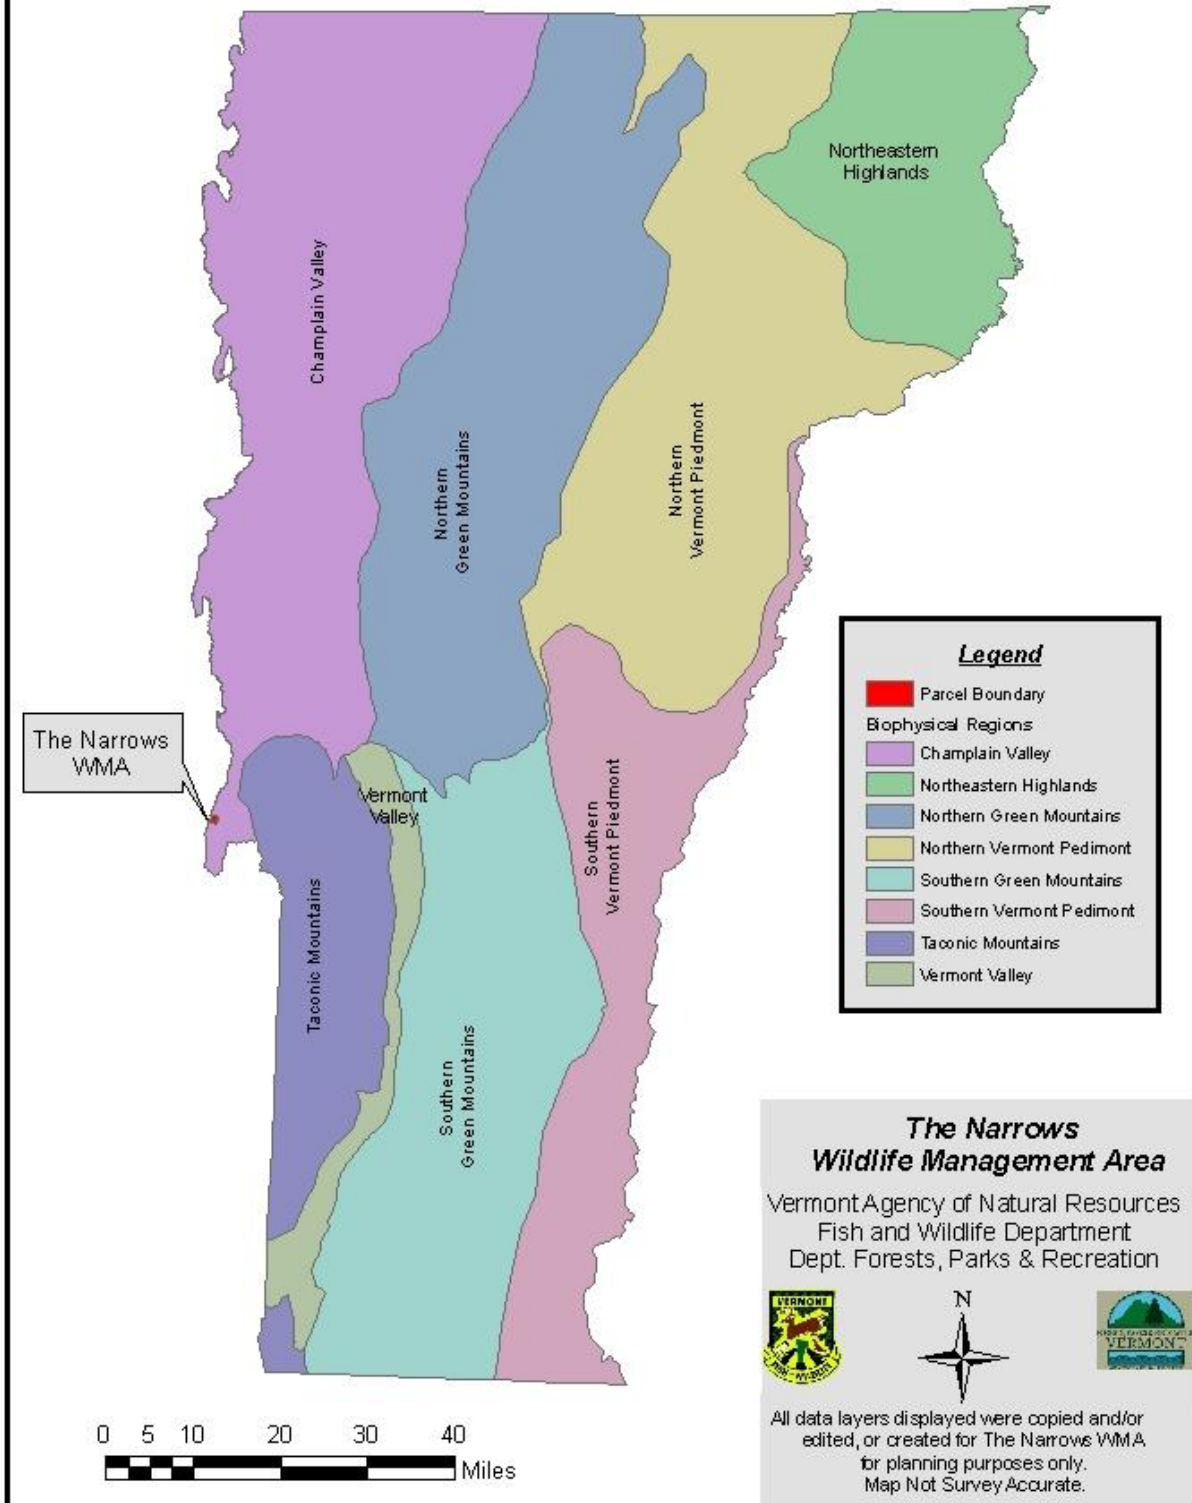 Northeastern
Highlands
Champlain Valley
Northern
Green Mountains
Northern
Vermont Piedmont
The Narrows
WMA
Vermont
Valley
Southern
Vermont Piedmont
Taconic Mountains
Southern
Green Mountains
Legend
Parcel Boundary
Biophysical Regions
Champlain Valley
Northeastern Highlands
Northern Green Mountains
Northern Vermont Pedimont
Southern Green Mountains
Southern Vermont Pedimont
Taconic Mountains
Vermont Valley
The Narrows
Wildlife Management Area
Vermont Agency of Natural Resources
Fish and Wildlife Department
Dept. Forests, Parks & Recreation
VERMONT
N
VERMONT
All data layers displayed were copied and/or
edited, or created for The Narrows WMA
for planning purposes only.
Map Not Survey Accurate.
0 5 10 20 30 40
Miles